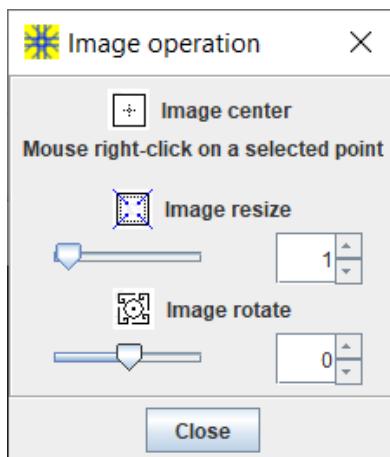 Image operation
Image center
Mouse right-click on a selected point
Image resize
1
Image rotate
0
Close